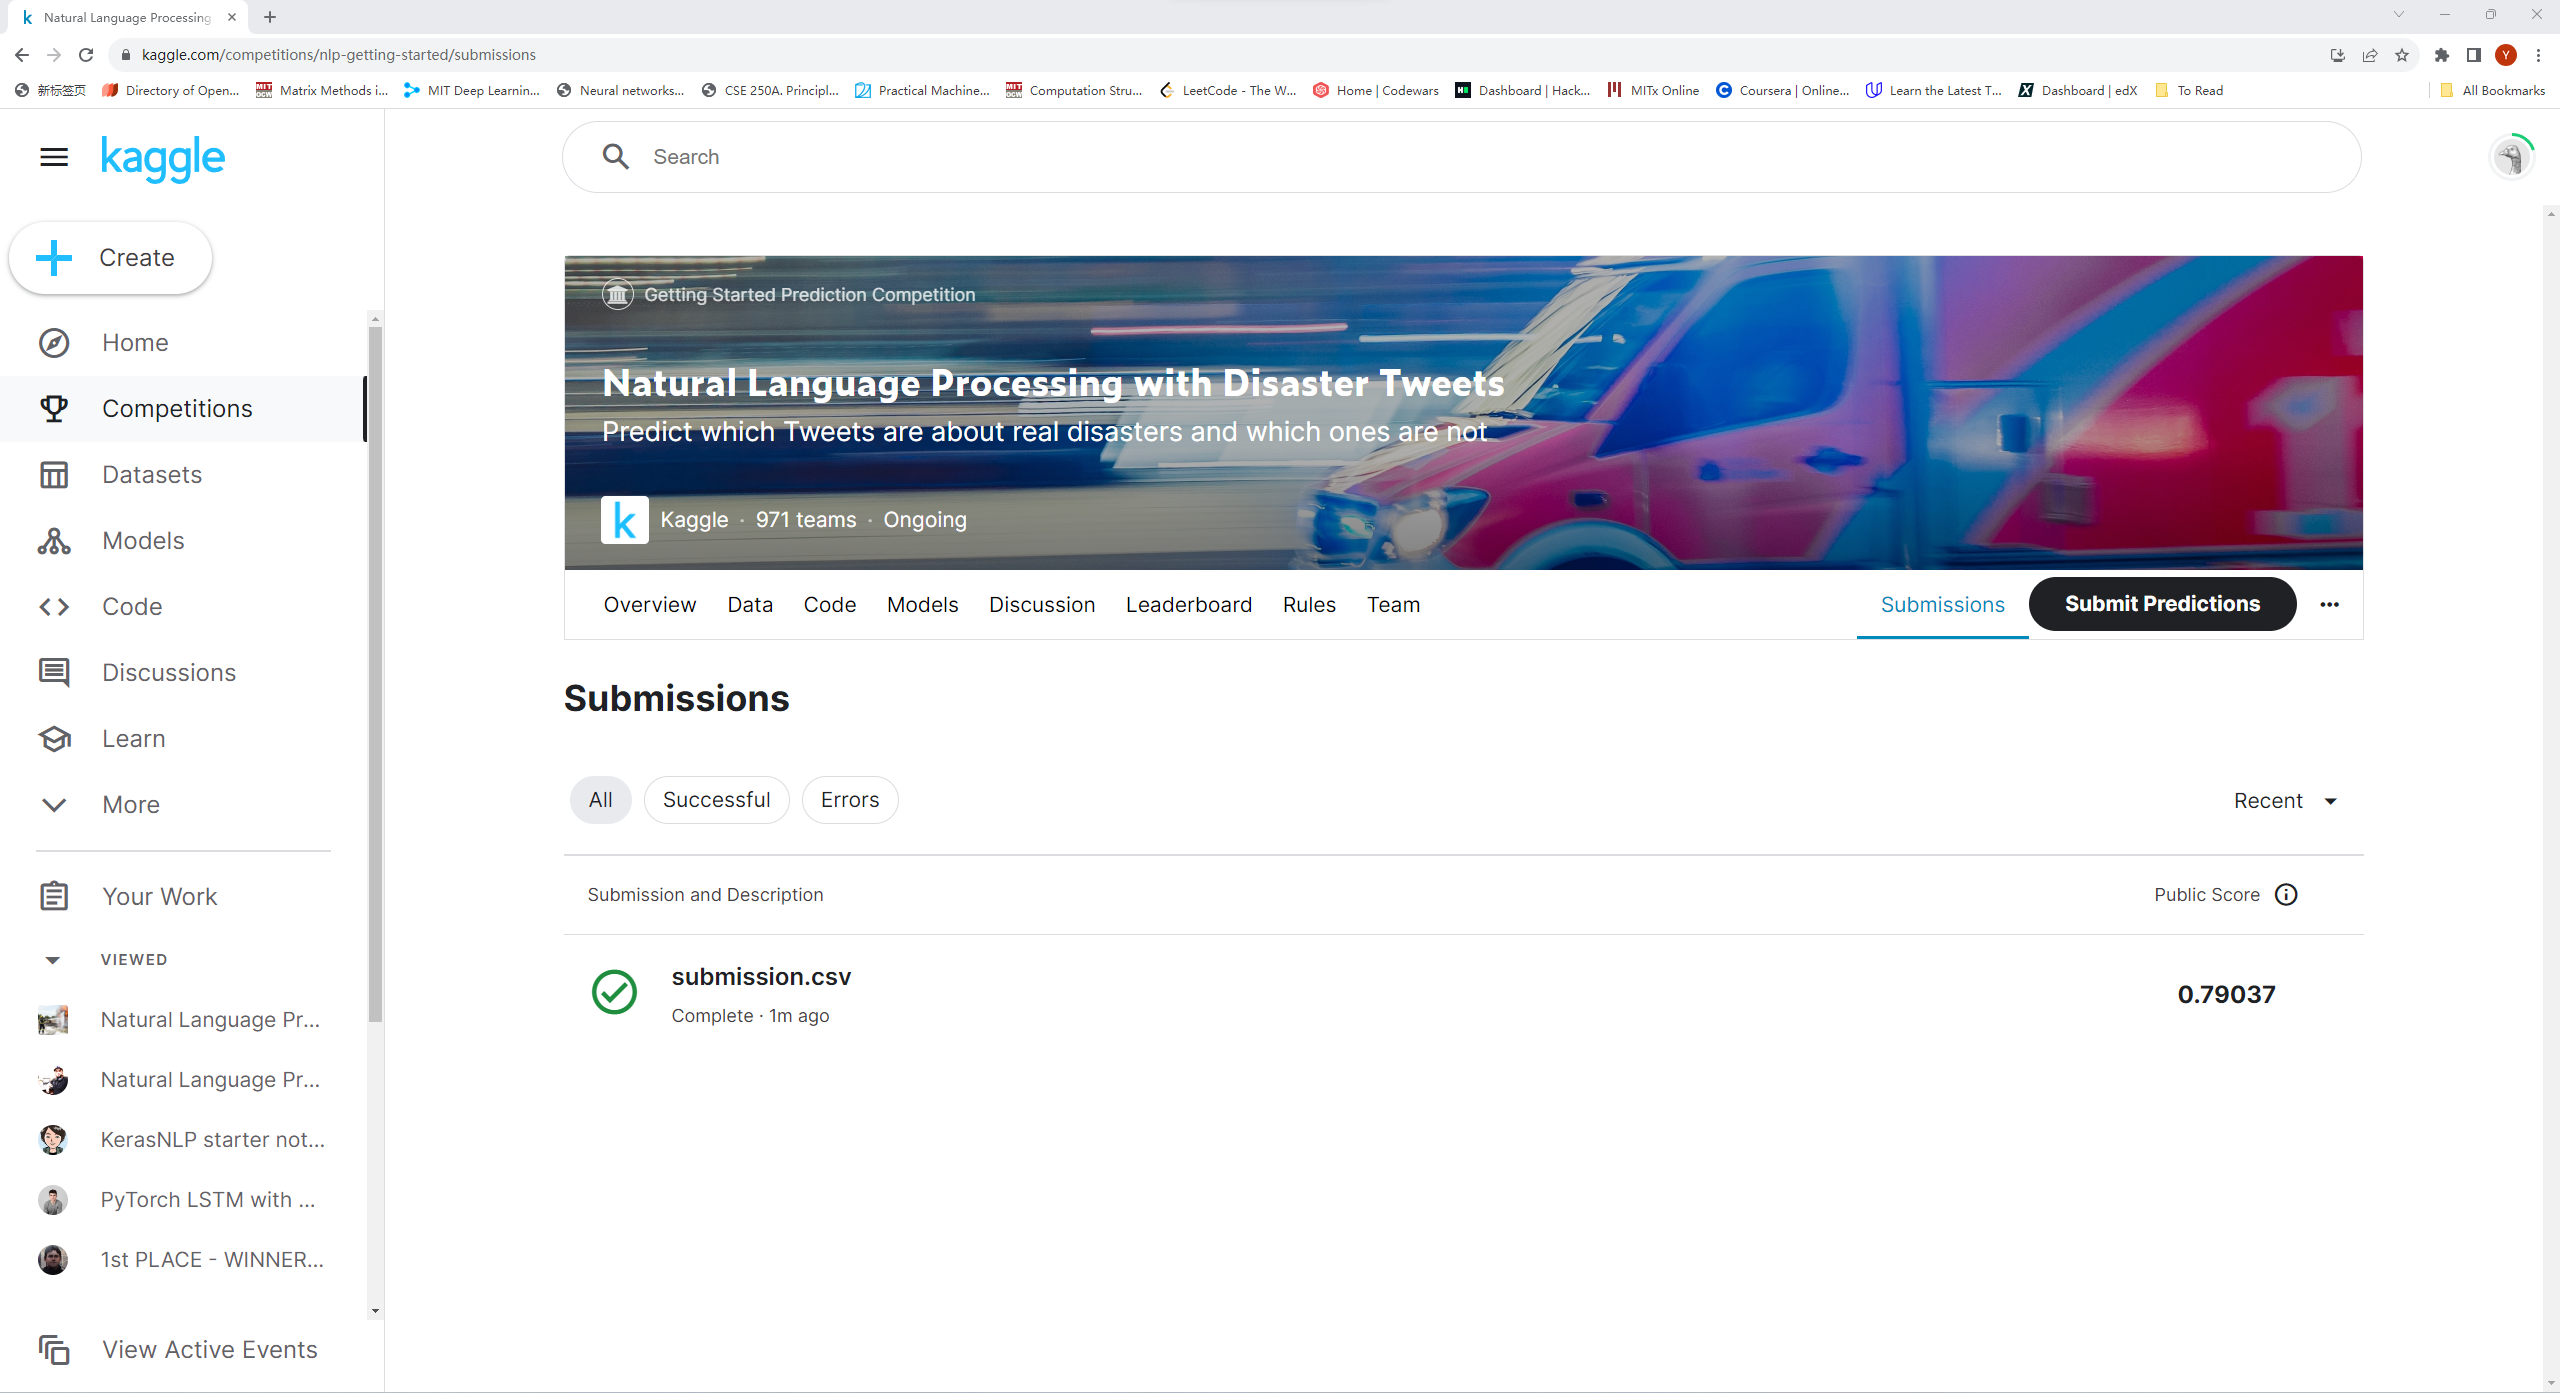 Natural Language Processing
kaggle.com/competitions/nlp-getting-started/submissions
Y
新标签页 Directory of Open... Matrix Methods i... MIT Deep Learnin... Neural networks... CSE 250A. Principl... Practical Machine... Computation Stru... LeetCode - The W... Home | Codewars Dashboard | Hack... MITx Online Coursera | Online... Learn the Latest T... Dashboard | edX To Read All Bookmarks
kaggle
Search
Create
Home
Competitions
Datasets
Models
Code
Discussions
Learn
More
Your Work
VIEWED
Natural Language Pr...
Natural Language Pr...
KerasNLP starter not...
PyTorch LSTM with ...
1st PLACE - WINNER...
View Active Events
Getting Started Prediction Competition
Natural Language Processing with Disaster Tweets
Predict which Tweets are about real disasters and which ones are not
k Kaggle · 971 teams · Ongoing
Overview Data Code Models Discussion Leaderboard Rules Team Submissions Submit Predictions
Submissions
All Successful Errors Recent
Submission and Description Public Score
submission.csv 0.79037
Complete · 1m ago